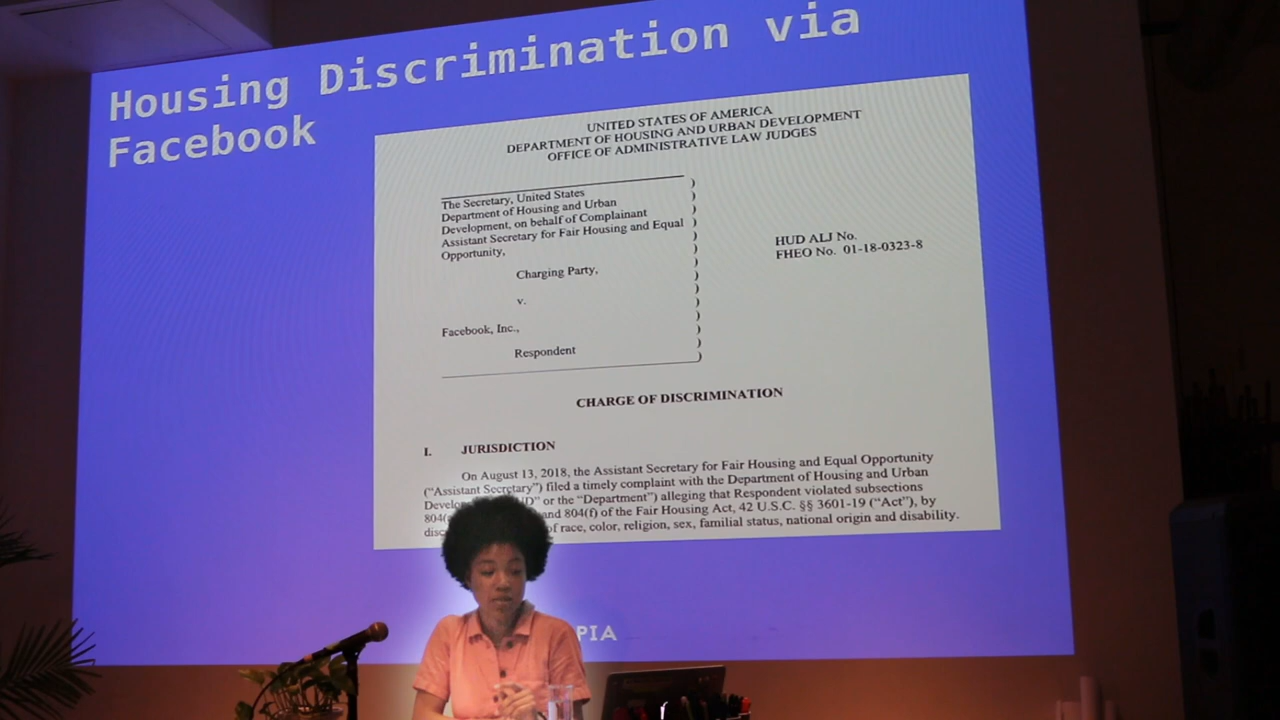 Housing Discrimination via
Facebook
UNITED STATES OF AMERICA
DEPARTMENT OF HOUSING AND URBAN DEVELOPMENT
OFFICE OF ADMINISTRATIVE LAW JUDGES
The Secretary, United States
Department of Housing and Urban
Development, on behalf of Complainant
Assistant Secretary for Fair Housing and Equal
Opportunity,
Charging Party,
v.
Facebook, Inc.,
Respondent
HUD ALJ No.
FHEO No. 01-18-0323-8
CHARGE OF DISCRIMINATION
I. JURISDICTION
On August 13, 2018, the Assistant Secretary for Fair Housing and Equal Opportunity
("Assistant Secretary") filed a timely complaint with the Department of Housing and Urban
" or the "Department") alleging that Respondent violated subsections
and 804(f) of the Fair Housing Act, 42 U.S.C. §§ 3601-19 ("Act"), by
of race, color, religion, sex, familial status, national origin and disability.
PIA